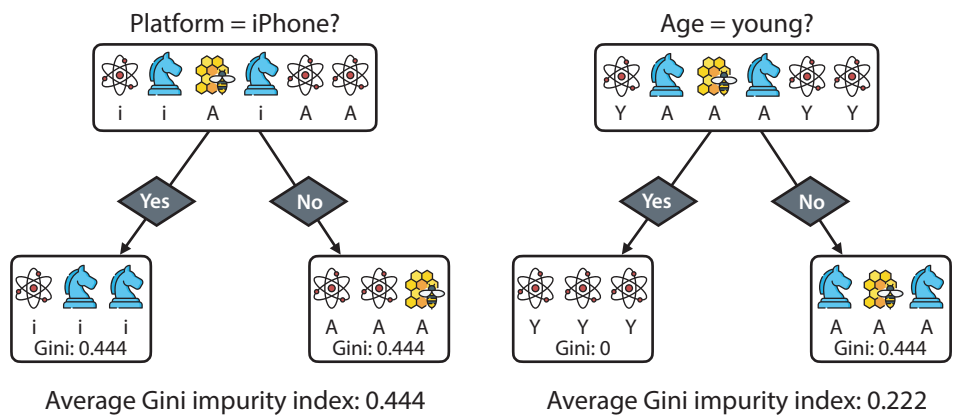 Platform = iPhone?
i i A i A A
Yes
No
i i i
Gini: 0.444
A A A
Gini: 0.444
Average Gini impurity index: 0.444
Age = young?
Y A A A Y Y
Yes
No
Y Y Y
Gini: 0
A A A
Gini: 0.444
Average Gini impurity index: 0.222